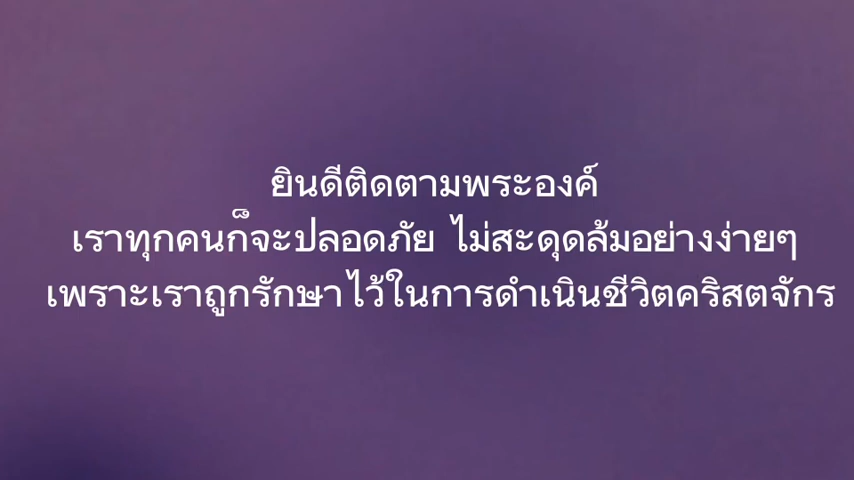 ยินดีติดตามพระองค์
เราทุกคนก็จะปลอดภัย ไม่สะดุดล้มอย่างง่ายๆ
เพราะเราถูกรักษาไว้ในการดำเนินชีวิตคริสตจักร